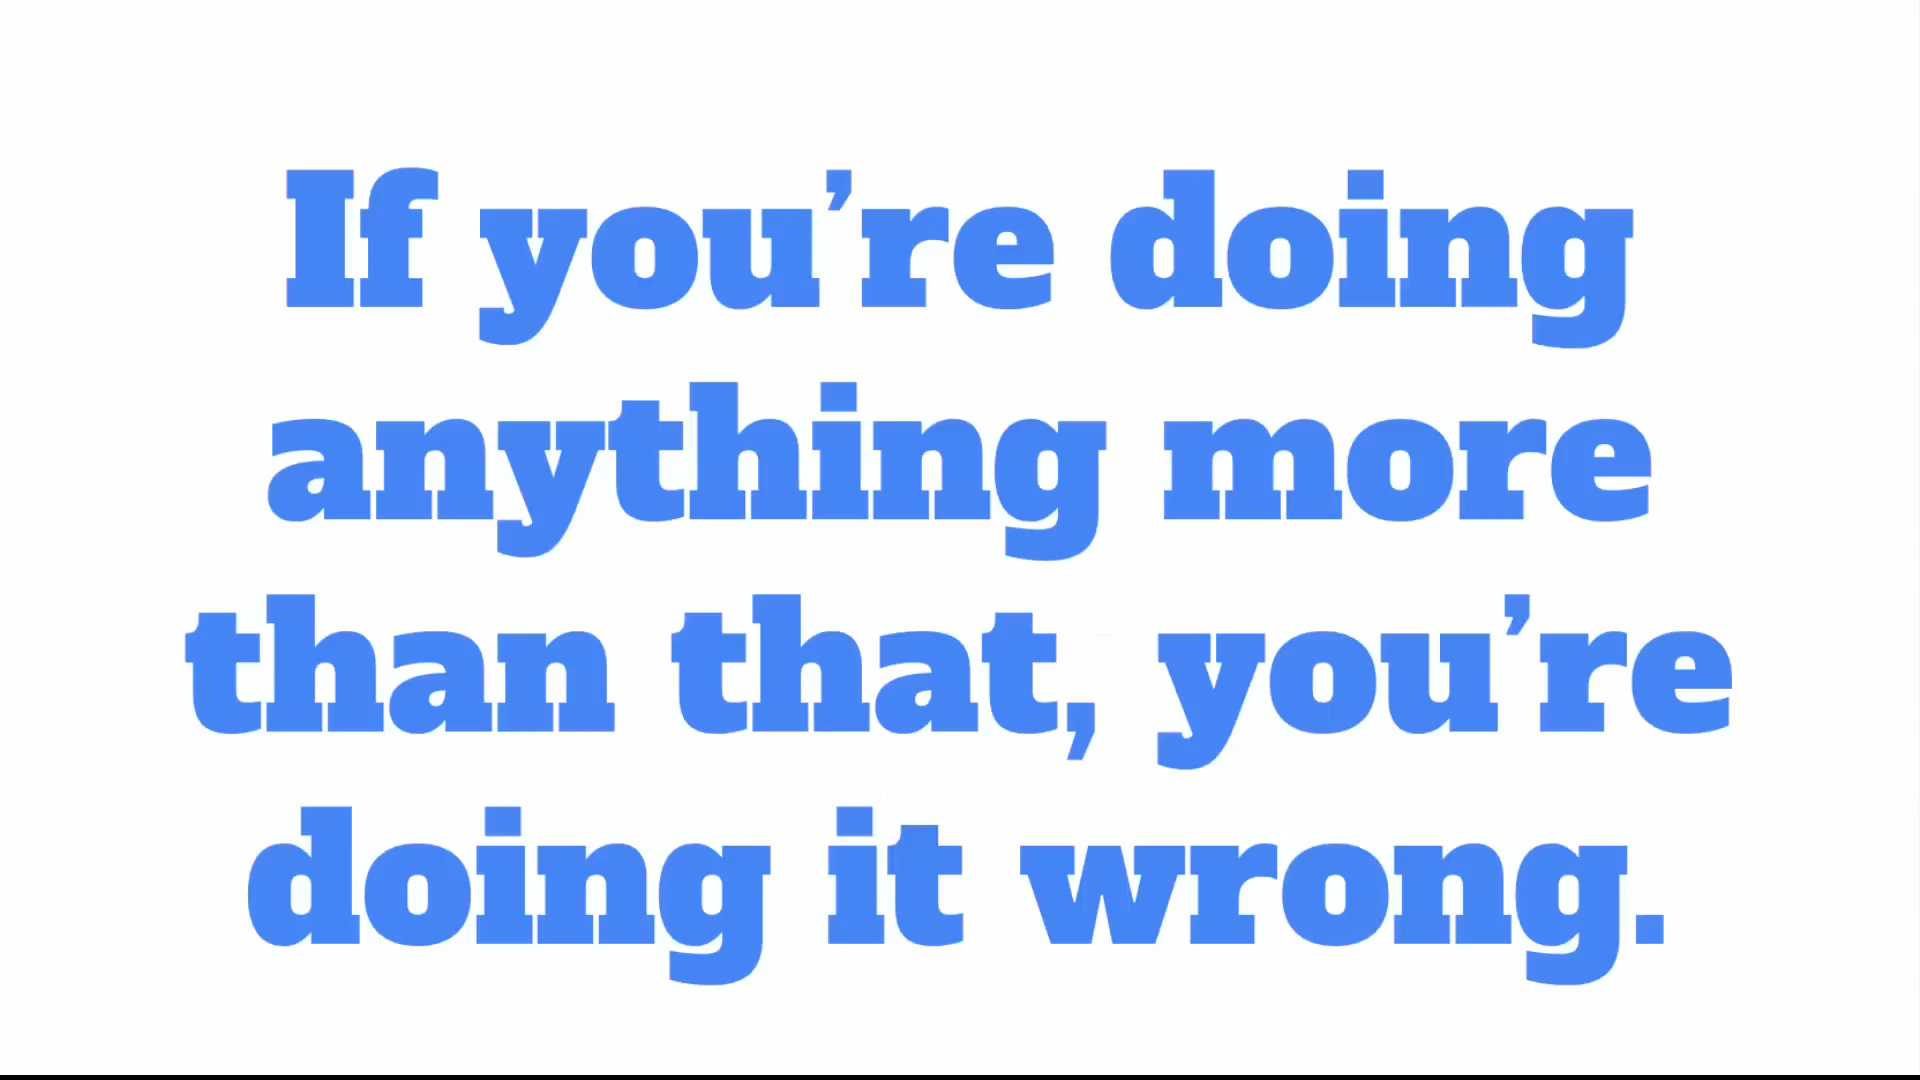 If you’re doing
anything more
than that, you’re
doing it wrong.